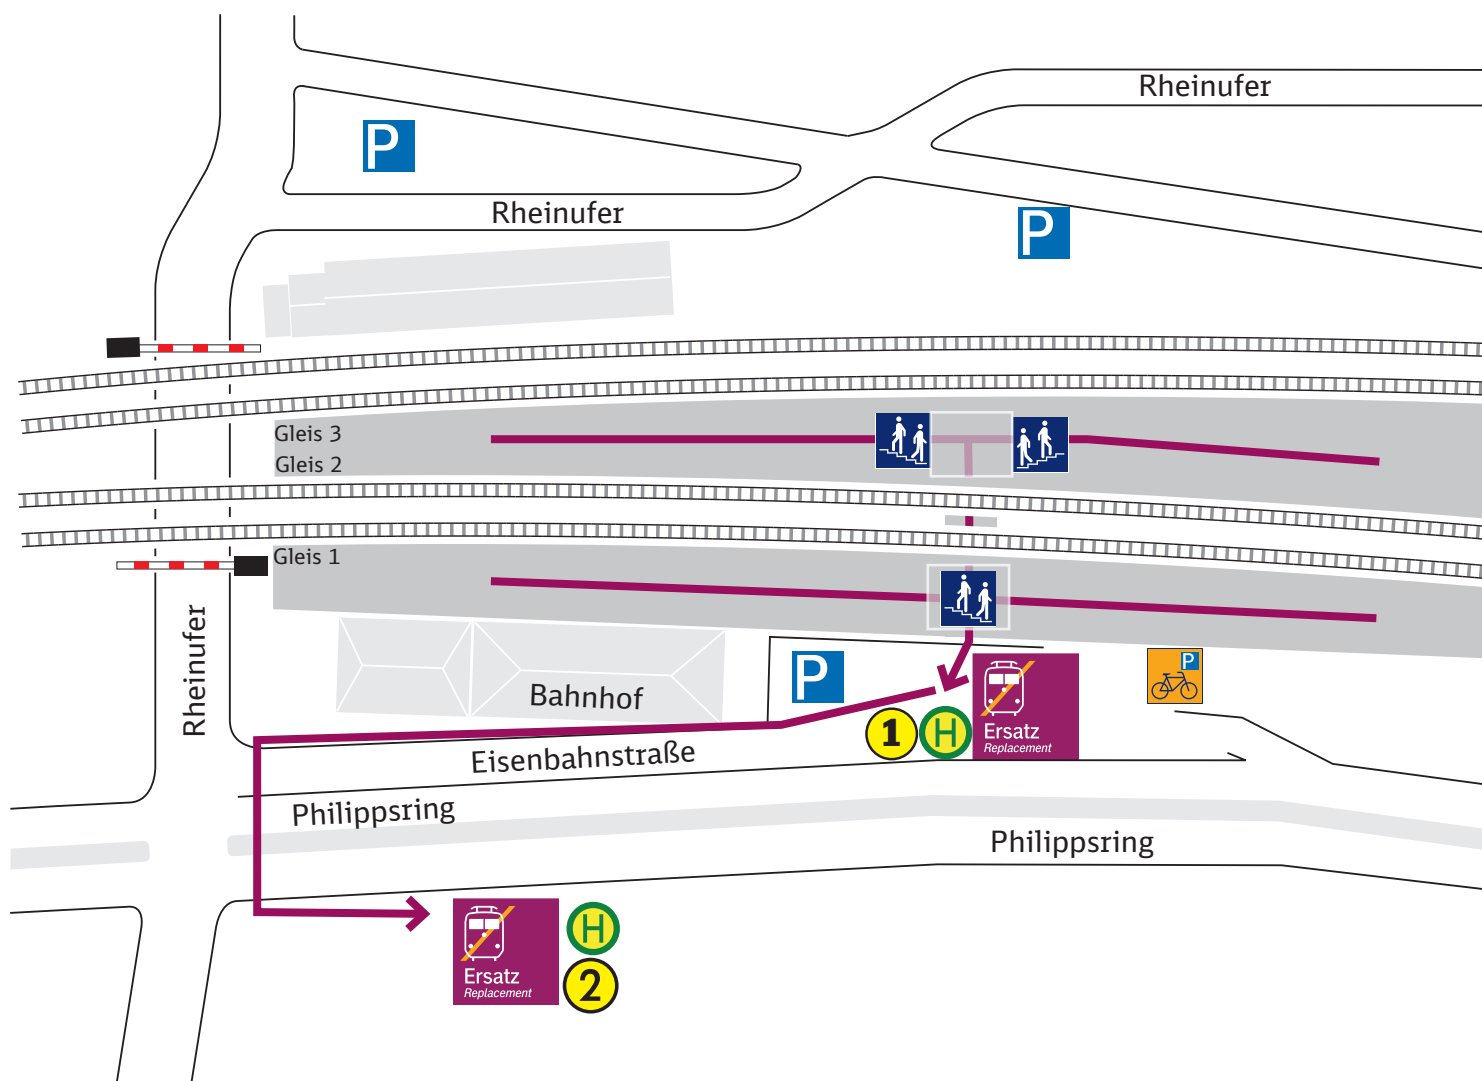 Rheinufer
P
Rheinufer
P
Gleis 3
Gleis 2
Gleis 1
Rheinufer
P
P
Bahnhof
1
H
Ersatz
Replacement
Eisenbahnstraße
Philippsring
Philippsring
H
Ersatz
Replacement
2